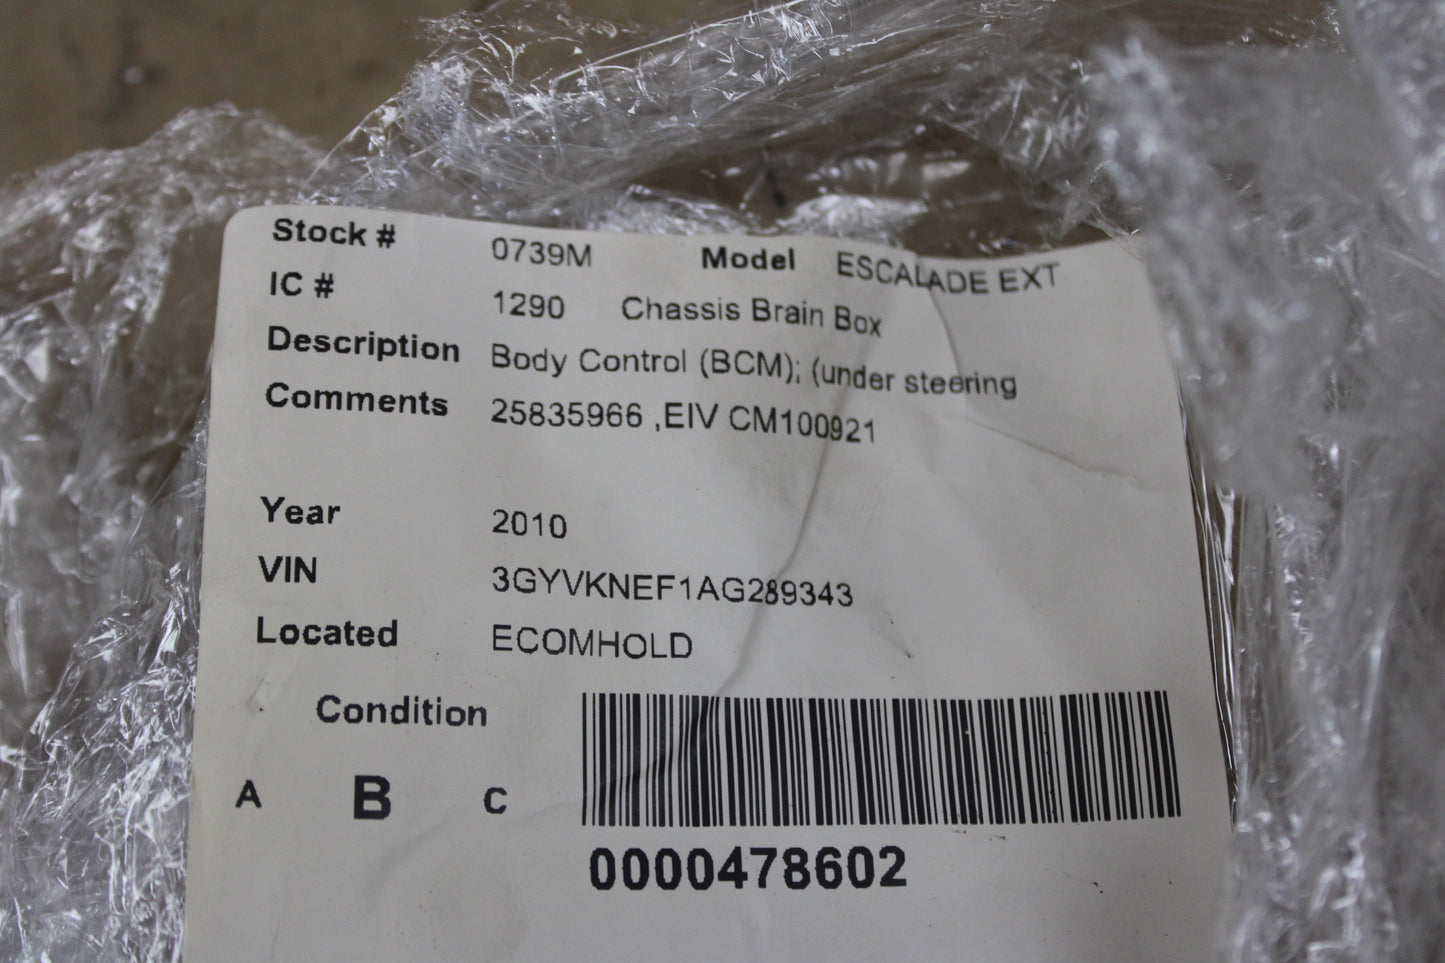 Stock # 0739M Model ESCALADE EXT
IC # 1290 Chassis Brain Box
Description Body Control (BCM); (under steering
Comments 25835966 ,EIV CM100921
Year 2010
VIN 3GYVKNEF1AG289343
Located ECOMHOLD
Condition
A B C
0000478602